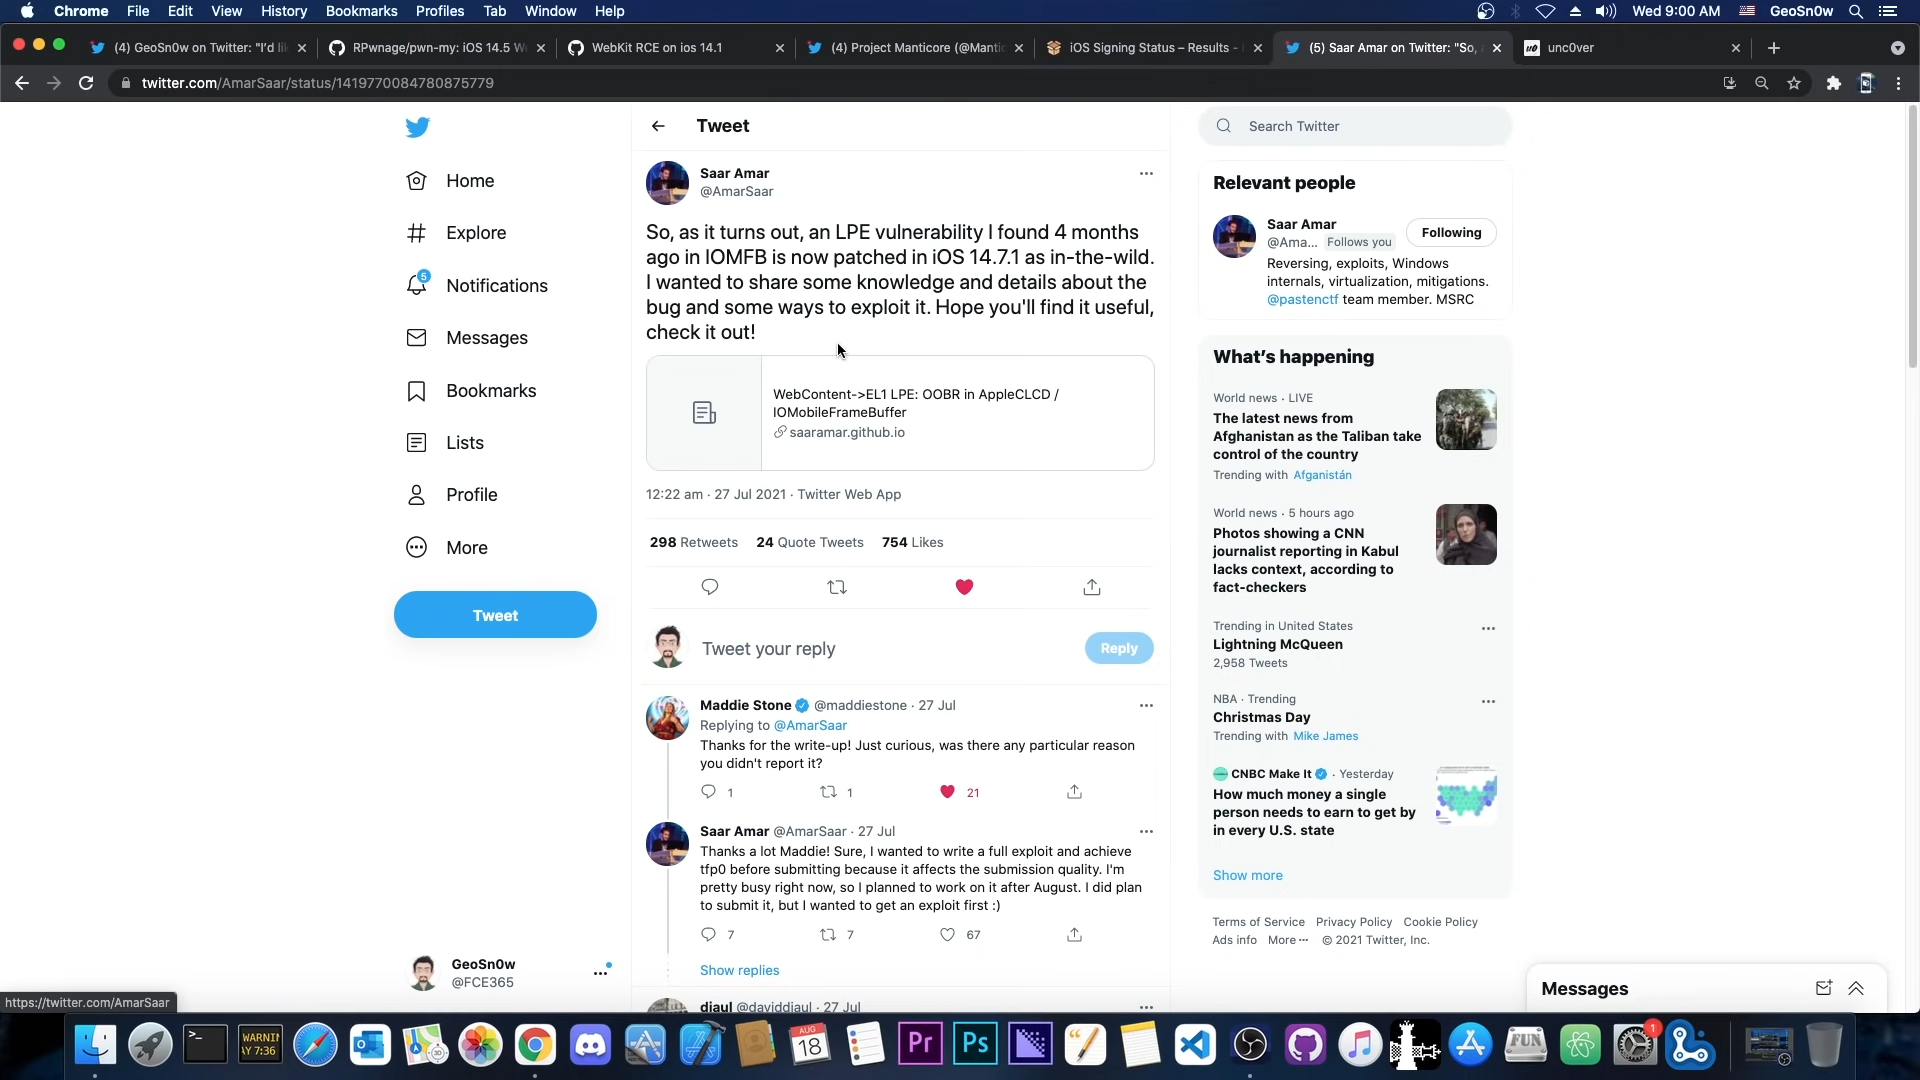 Chrome File Edit View History Bookmarks Profiles Tab Window Help Wed 9:00 AM GeoSn0w
(4) GeoSn0w on Twitter: "I'd li
RPwnage/pwn-my: iOS 14.5 W
WebKit RCE on ios 14.1
(4) Project Manticore (@Mantic
iOS Signing Status – Results -
(5) Saar Amar on Twitter: "So,
unc0ver
twitter.com/AmarSaar/status/1419770084780875779
Home
Explore
5
Notifications
Messages
Bookmarks
Lists
Profile
More
Tweet
GeoSn0w
@FCE365
Tweet
Saar Amar
@AmarSaar
So, as it turns out, an LPE vulnerability I found 4 months
ago in IOMFB is now patched in iOS 14.7.1 as in-the-wild.
I wanted to share some knowledge and details about the
bug and some ways to exploit it. Hope you'll find it useful,
check it out!
WebContent->EL1 LPE: OOBR in AppleCLCD /
IOMobileFrameBuffer
saaramar.github.io
12:22 am · 27 Jul 2021 · Twitter Web App
298 Retweets 24 Quote Tweets 754 Likes
Tweet your reply
Reply
Maddie Stone @maddiestone · 27 Jul
Replying to @AmarSaar
Thanks for the write-up! Just curious, was there any particular reason
you didn't report it?
1 1 21
Saar Amar @AmarSaar · 27 Jul
Thanks a lot Maddie! Sure, I wanted to write a full exploit and achieve
tfp0 before submitting because it affects the submission quality. I'm
pretty busy right now, so I planned to work on it after August. I did plan
to submit it, but I wanted to get an exploit first :)
7 7 67
Show replies
diaul @daviddiaul · 27 Jul
Search Twitter
Relevant people
Saar Amar
@Ama... Follows you
Following
Reversing, exploits, Windows
internals, virtualization, mitigations.
@pastenctf team member. MSRC
What's happening
World news · LIVE
The latest news from
Afghanistan as the Taliban take
control of the country
Trending with Afganistán
World news · 5 hours ago
Photos showing a CNN
journalist reporting in Kabul
lacks context, according to
fact-checkers
Trending in United States
Lightning McQueen
2,958 Tweets
NBA · Trending
Christmas Day
Trending with Mike James
CNBC Make It · Yesterday
How much money a single
person needs to earn to get by
in every U.S. state
Show more
Terms of Service Privacy Policy Cookie Policy
Ads info More ··· © 2021 Twitter, Inc.
Messages
https://twitter.com/AmarSaar
WARNIN
AY 7:36
AUG
18
Pr
Ps
FUN
1